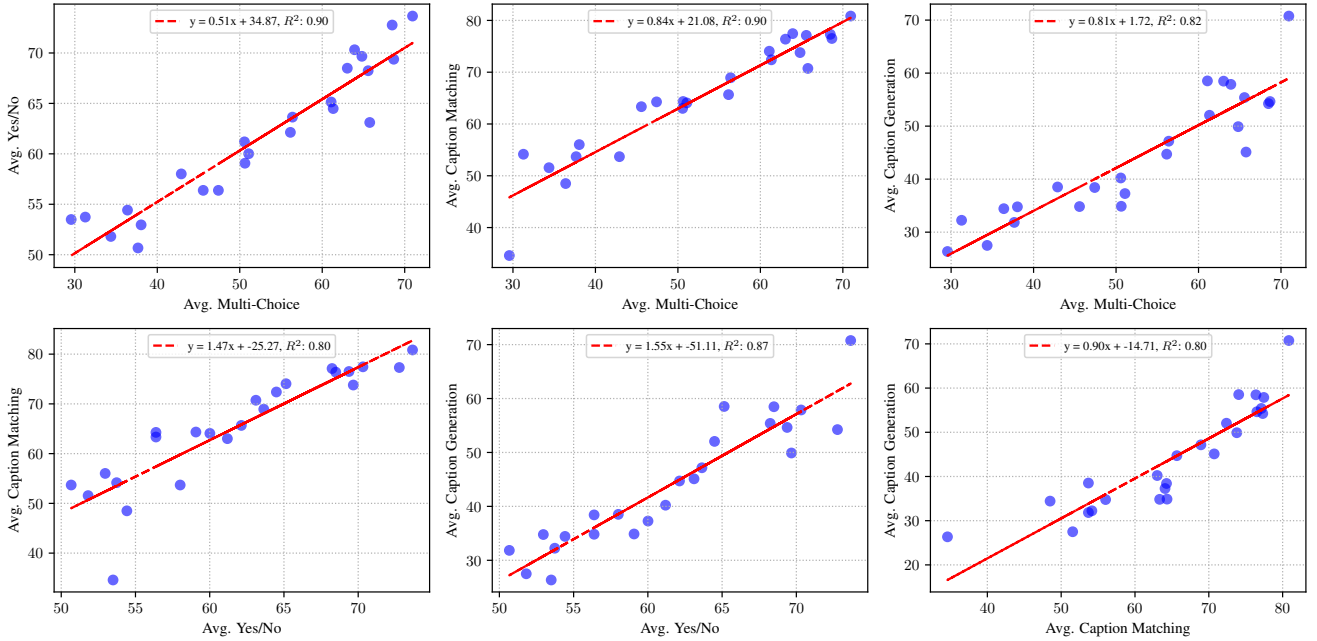 y = 0.51x + 34.87, R²: 0.90
70
65
60
55
50
Avg. Yes/No
30 40 50 60 70
Avg. Multi-Choice
y = 0.84x + 21.08, R²: 0.90
80
70
60
50
40
Avg. Caption Matching
30 40 50 60 70
Avg. Multi-Choice
y = 0.81x + 1.72, R²: 0.82
70
60
50
40
30
Avg. Caption Generation
30 40 50 60 70
Avg. Multi-Choice
y = 1.47x + -25.27, R²: 0.80
80
70
60
50
40
Avg. Caption Matching
50 55 60 65 70
Avg. Yes/No
y = 1.55x + -51.11, R²: 0.87
70
60
50
40
30
Avg. Caption Generation
50 55 60 65 70
Avg. Yes/No
y = 0.90x + -14.71, R²: 0.80
70
60
50
40
30
20
Avg. Caption Generation
40 50 60 70 80
Avg. Caption Matching